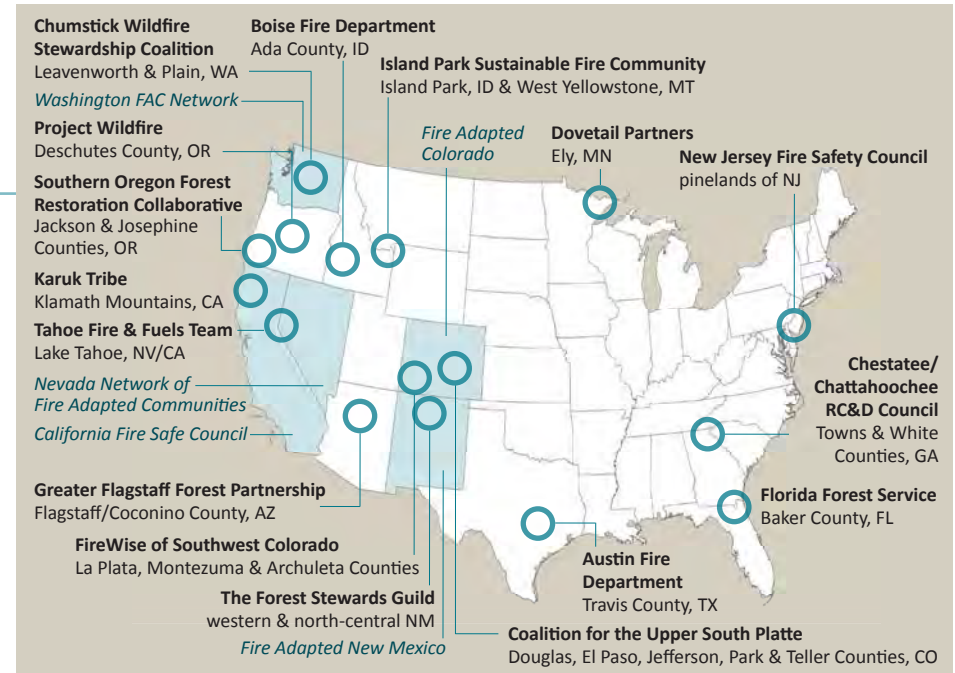 Chumstick Wildfire
Stewardship Coalition
Leavenworth & Plain, WA
Washington FAC Network
Project Wildfire
Deschutes County, OR
Southern Oregon Forest
Restoration Collaborative
Jackson & Josephine
Counties, OR
Karuk Tribe
Klamath Mountains, CA
Tahoe Fire & Fuels Team
Lake Tahoe, NV/CA
Nevada Network of
Fire Adapted Communities
California Fire Safe Council
Greater Flagstaff Forest Partnership
Flagstaff/Coconino County, AZ
FireWise of Southwest Colorado
La Plata, Montezuma & Archuleta Counties
The Forest Stewards Guild
western & north-central NM
Fire Adapted New Mexico
Boise Fire Department
Ada County, ID
Island Park Sustainable Fire Community
Island Park, ID & West Yellowstone, MT
Fire Adapted
Colorado
Dovetail Partners
Ely, MN
New Jersey Fire Safety Council
pinelands of NJ
Chestatee/
Chattahoochee
RC&D Council
Towns & White
Counties, GA
Florida Forest Service
Baker County, FL
Austin Fire
Department
Travis County, TX
Coalition for the Upper South Platte
Douglas, El Paso, Jefferson, Park & Teller Counties, CO